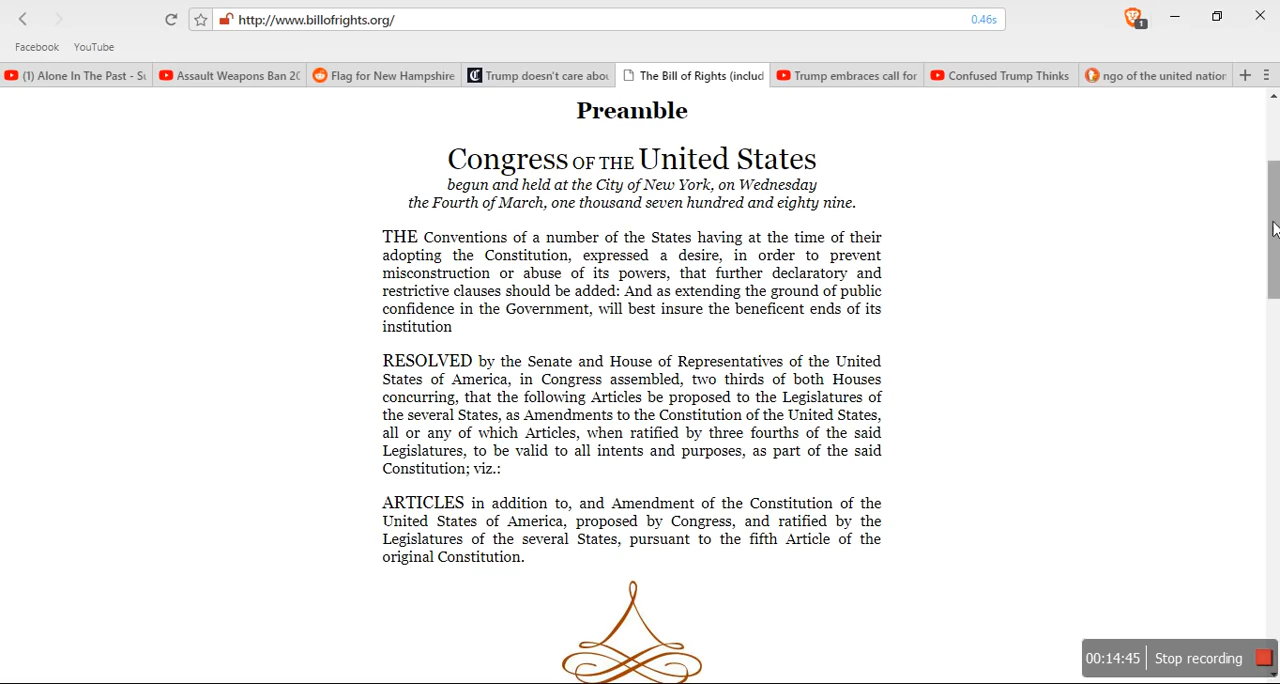 http://www.billofrights.org/
0.46s
1
Facebook YouTube
(1) Alone In The Past - Su
Assault Weapons Ban 20
Flag for New Hampshire
Trump doesn't care abou
The Bill of Rights (includ
Trump embraces call for
Confused Trump Thinks
ngo of the united nation
Preamble
Congress OF THE United States
begun and held at the City of New York, on Wednesday
the Fourth of March, one thousand seven hundred and eighty nine.
THE Conventions of a number of the States having at the time of their
adopting the Constitution, expressed a desire, in order to prevent
misconstruction or abuse of its powers, that further declaratory and
restrictive clauses should be added: And as extending the ground of public
confidence in the Government, will best insure the beneficent ends of its
institution
RESOLVED by the Senate and House of Representatives of the United
States of America, in Congress assembled, two thirds of both Houses
concurring, that the following Articles be proposed to the Legislatures of
the several States, as Amendments to the Constitution of the United States,
all or any of which Articles, when ratified by three fourths of the said
Legislatures, to be valid to all intents and purposes, as part of the said
Constitution; viz.:
ARTICLES in addition to, and Amendment of the Constitution of the
United States of America, proposed by Congress, and ratified by the
Legislatures of the several States, pursuant to the fifth Article of the
original Constitution.
00:14:45 Stop recording